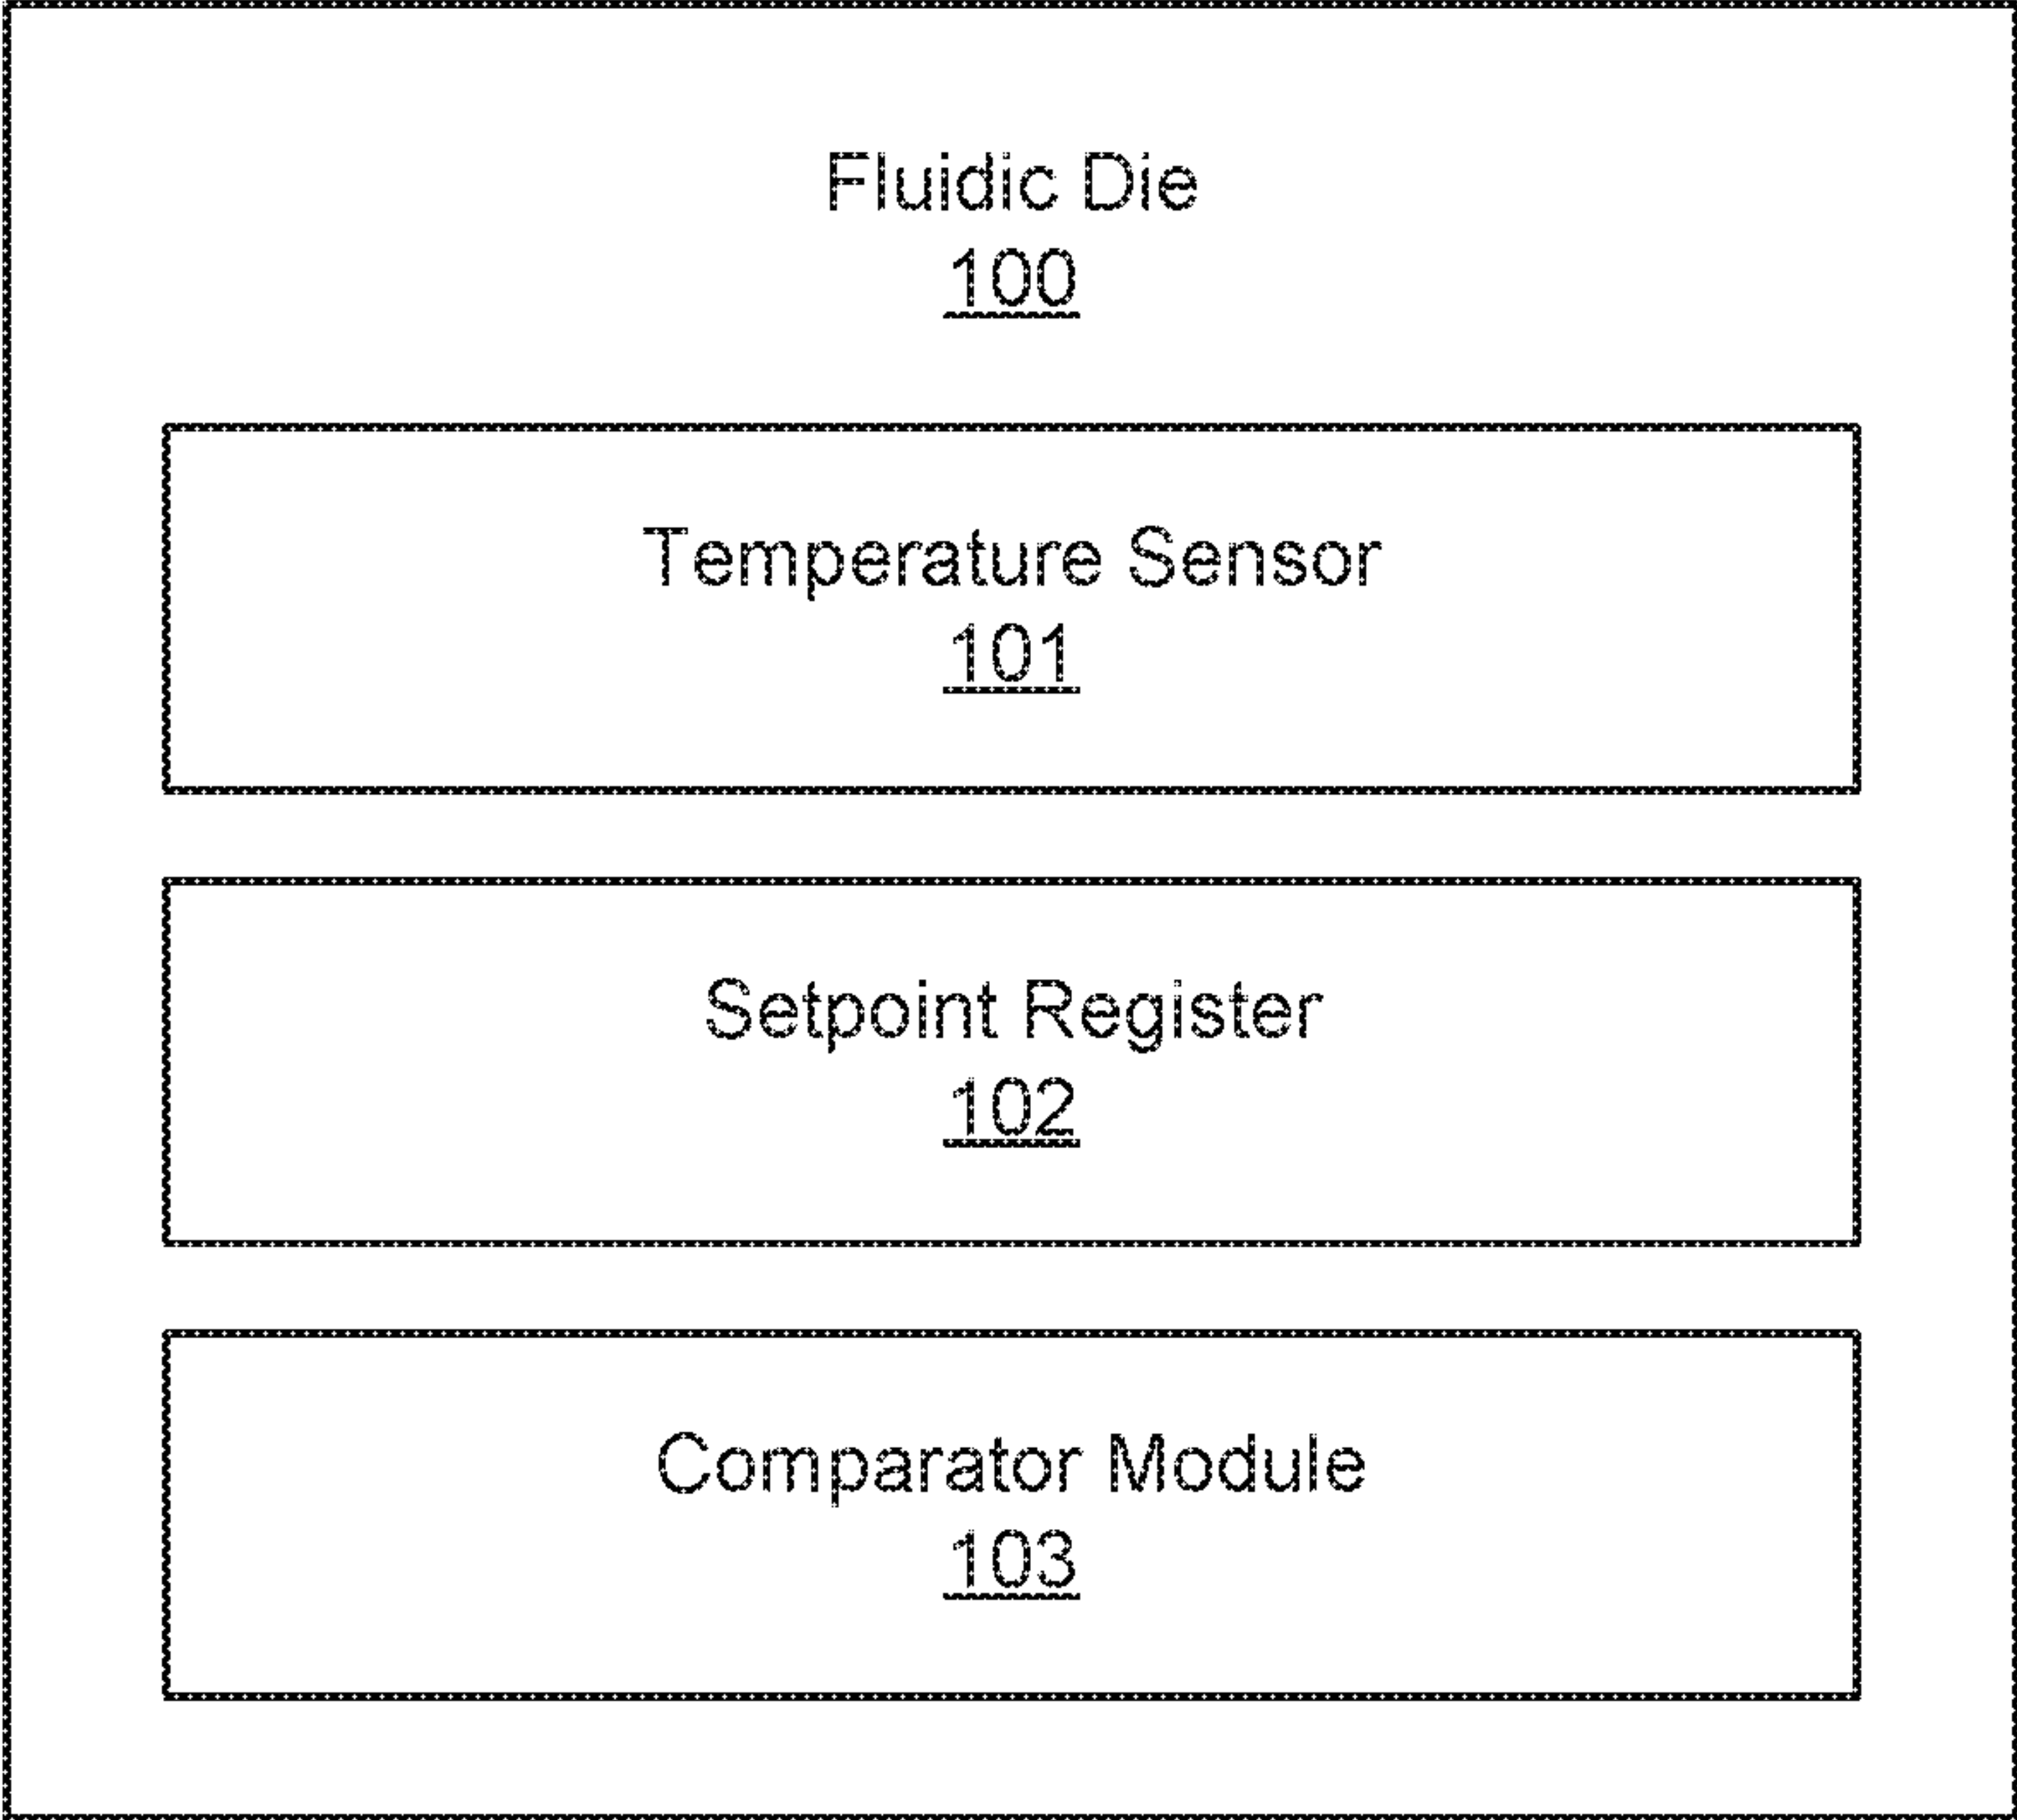 Fluidic Die
100
Temperature Sensor
101
Setpoint Register
102
Comparator Module
103